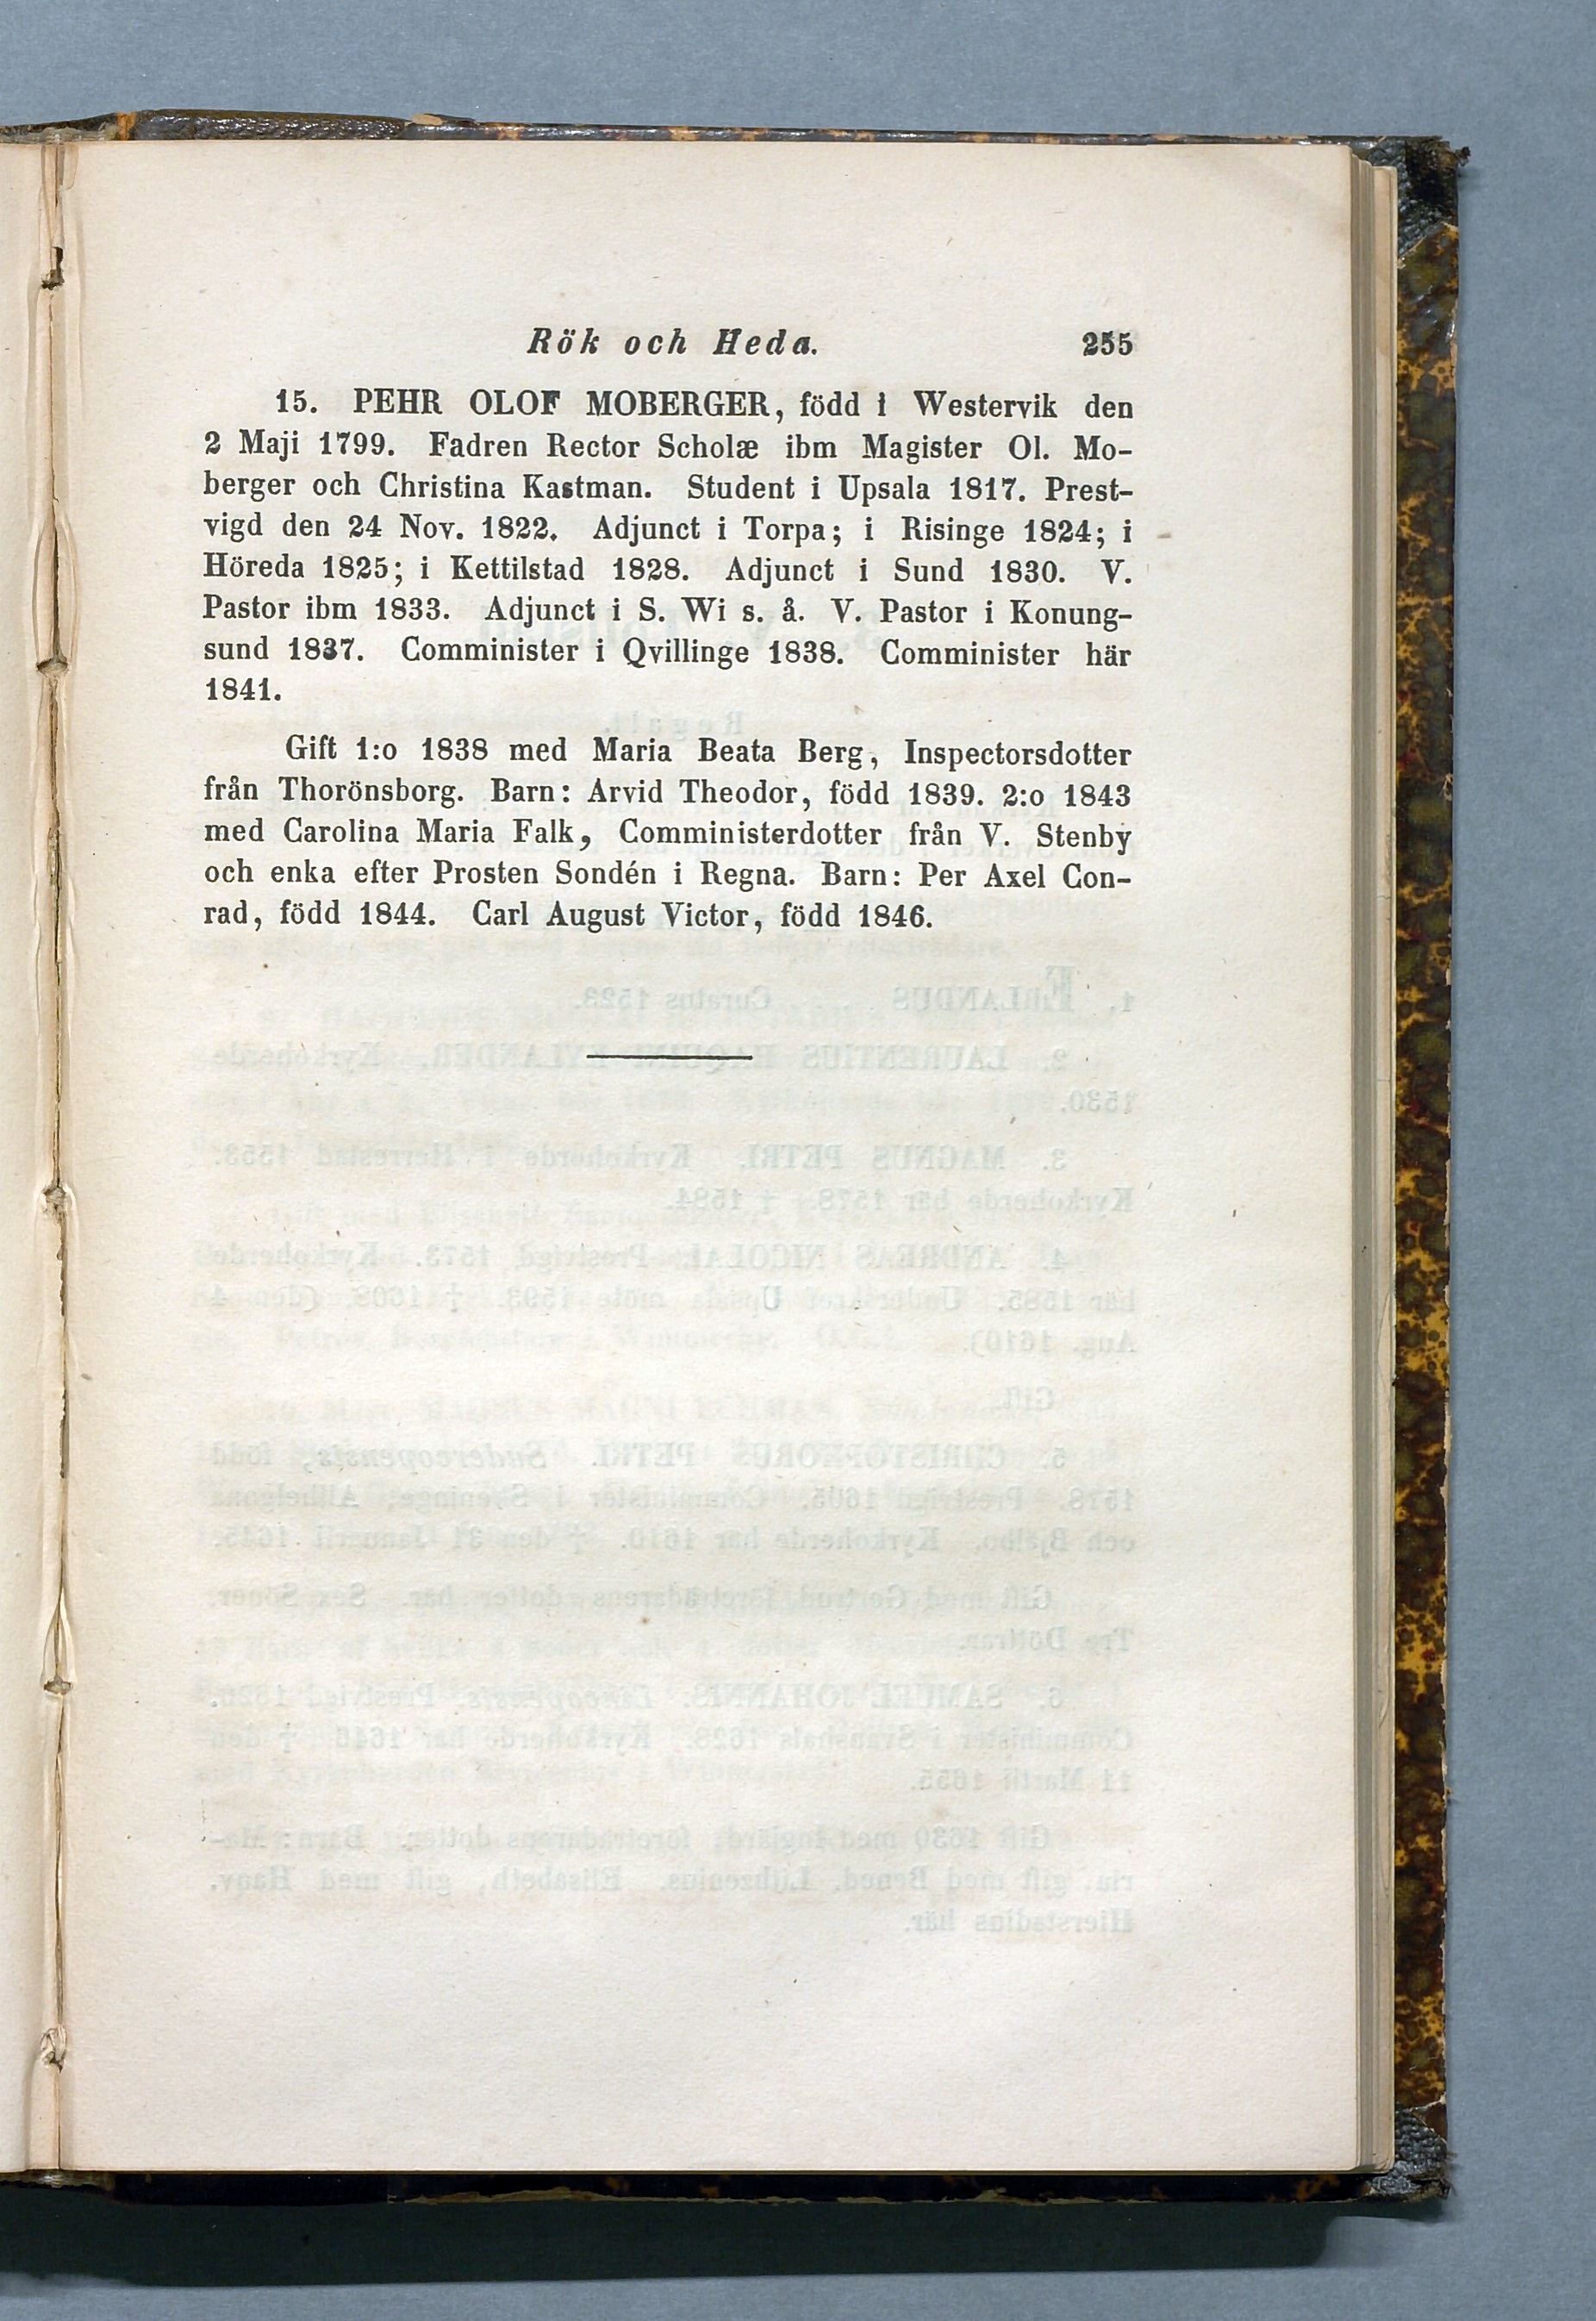 Rök och Heda. 255
15. PEHR OLOF MOBERGER, född i Westervik den
2 Maji 1799. Fadren Rector Scholæ ibm Magister Ol. Mo-
berger och Christina Kastman. Student i Upsala 1817. Prest-
vigd den 24 Nov. 1822. Adjunct i Torpa; i Risinge 1824; i
Höreda 1825; i Kettilstad 1828. Adjunct i Sund 1830. V.
Pastor ibm 1833. Adjunct i S. Wi s. å. V. Pastor i Konung-
sund 1837. Comminister i Qvillinge 1838. Comminister här
1841.
Gift 1:o 1838 med Maria Beata Berg, Inspectorsdotter
från Thorönsborg. Barn: Arvid Theodor, född 1839. 2:o 1843
med Carolina Maria Falk, Comministerdotter från V. Stenby
och enka efter Prosten Sondén i Regna. Barn: Per Axel Con-
rad, född 1844. Carl August Victor, född 1846.